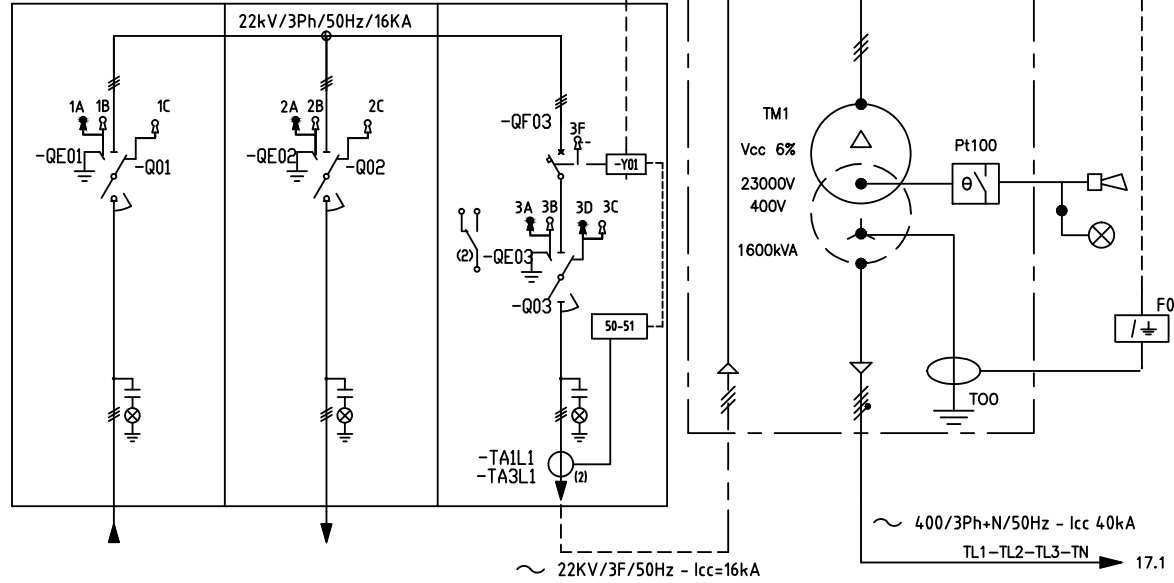 22kV/3Ph/50Hz/16KA
1A 1B 1C
-QE01
-Q01
2A 2B 2C
-QE02
-Q02
-QF03
3F
-Y01
3A 3B 3D 3C
(2)
-QE03
-Q03
50-51
-TA1L1
-TA3L1
(2)
TM1
Vcc 6%
23000V
400V
1600kVA
Pt100
θ
F0
TOO
22KV/3F/50Hz - Icc=16kA
400/3Ph+N/50Hz - Icc 40kA
TL1-TL2-TL3-TN
17.1